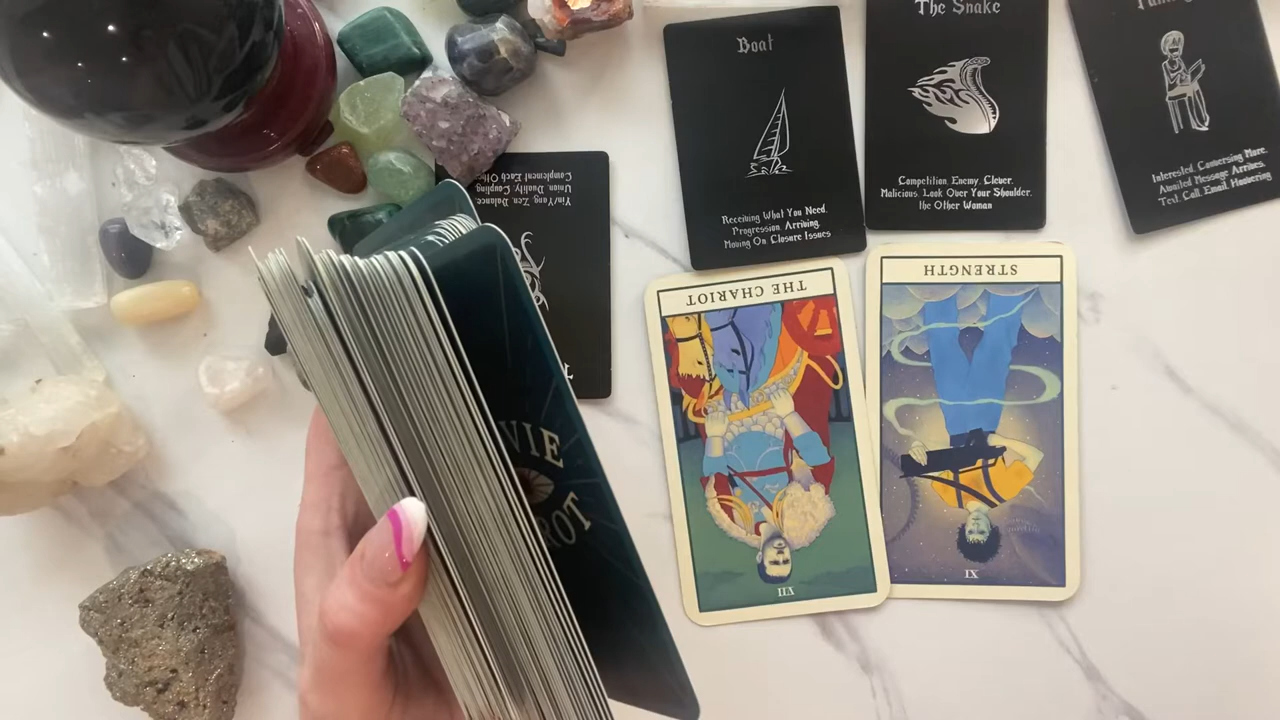 Boat
Receiving What You Need.
Progression, Arriving,
Moving On, Closure Issues
The Snake
Competition, Enemy, Clever,
Malicious, Look Over Your Shoulder,
the Other Woman
Interested, Conversing More,
Awaited Message Arrives,
Text, Call, Email, Hoovering
Yin/Yang, Zen, Balance,
Union, Duality, Coupling
Complement Each Other
THE CHARIOT
VII
STRENGTH
XI